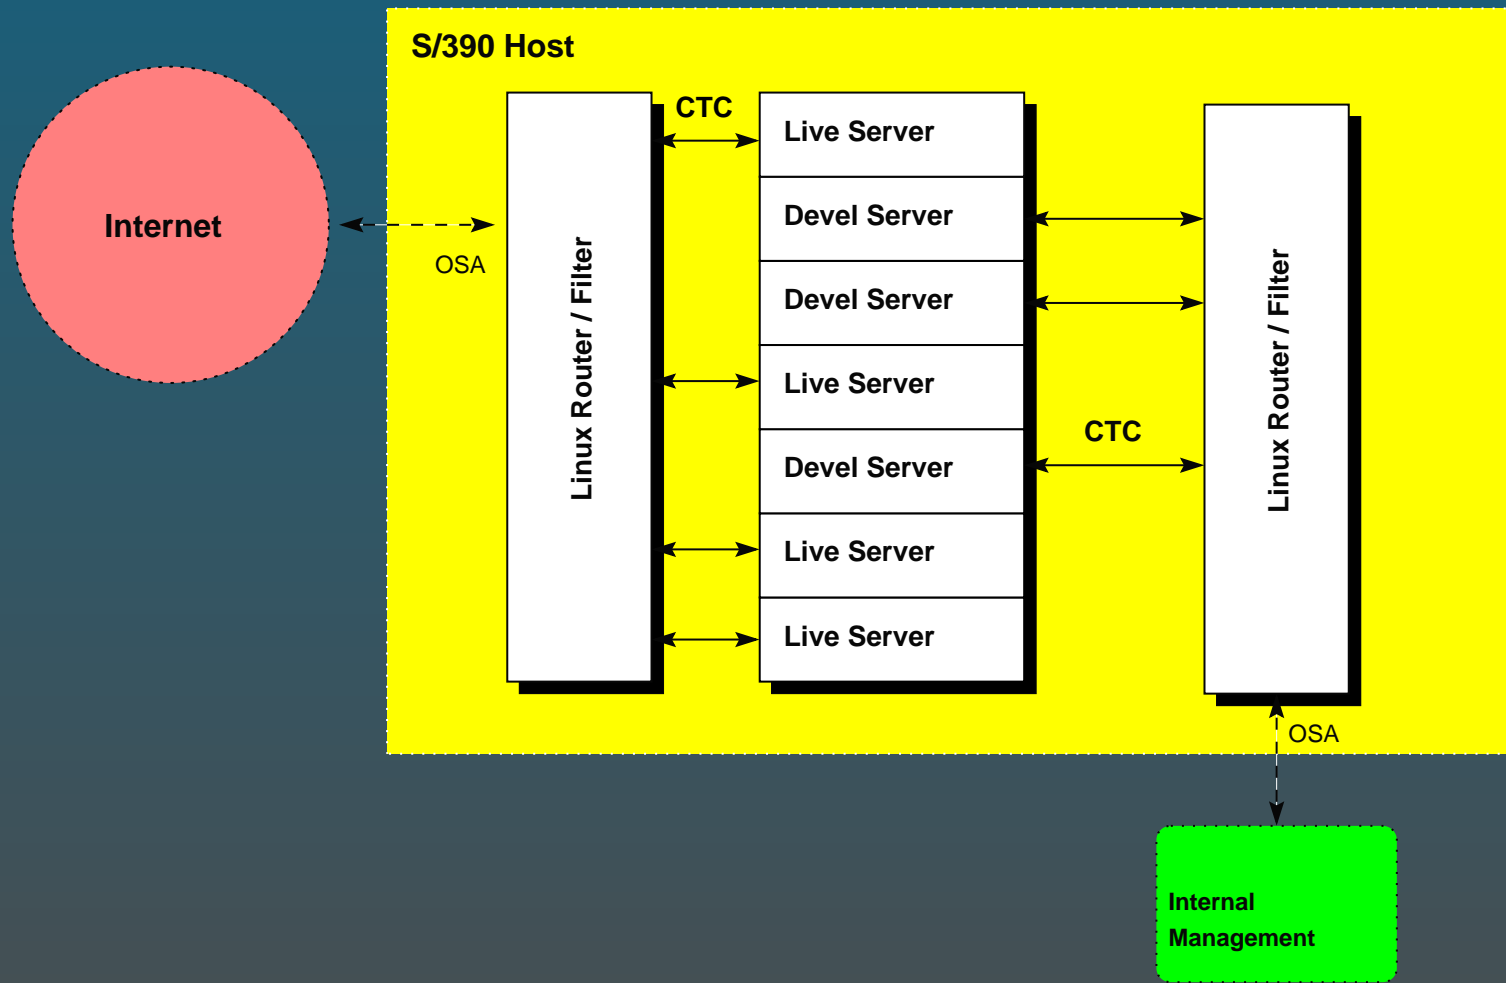 S/390 Host
Internet
OSA
Linux Router / Filter
CTC
Live Server
Devel Server
Devel Server
Live Server
Devel Server
Live Server
Live Server
CTC
Linux Router / Filter
OSA
Internal
Management